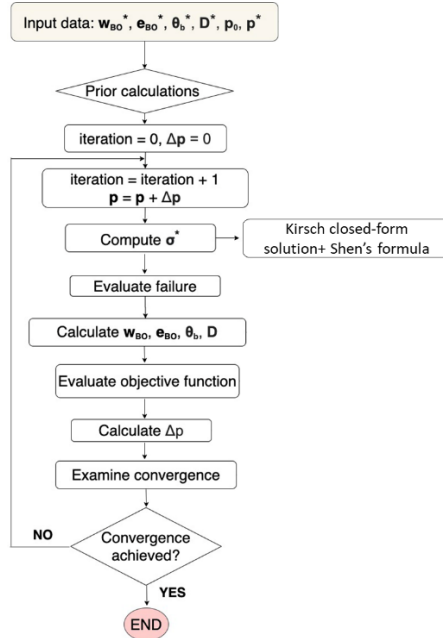 Input data: w_BO*, e_BO*, θ_b*, D*, p₀, p*
Prior calculations
iteration = 0, Δp = 0
iteration = iteration + 1
p = p + Δp
Compute σ*
Kirsch closed-form
solution+ Shen's formula
Evaluate failure
Calculate w_BO, e_BO, θ_b, D
Evaluate objective function
Calculate Δp
Examine convergence
NO
Convergence
achieved?
YES
END